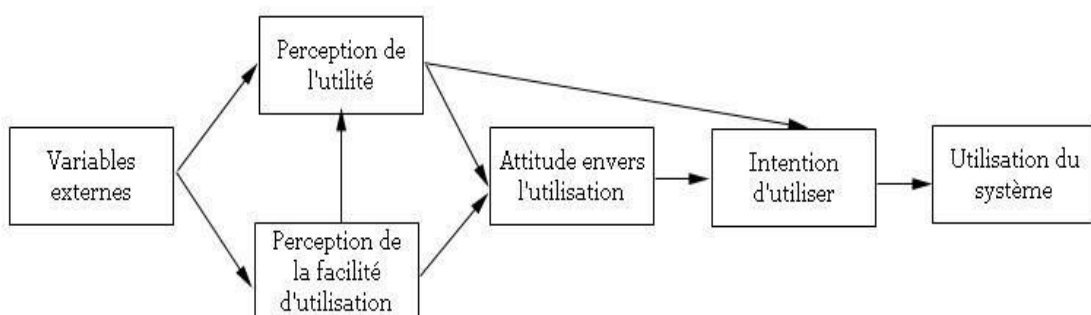 Perception de
l'utilité
Variables
externes
Attitude envers
l'utilisation
Intention
d'utiliser
Utilisation du
système
Perception de
la facilité
d'utilisation